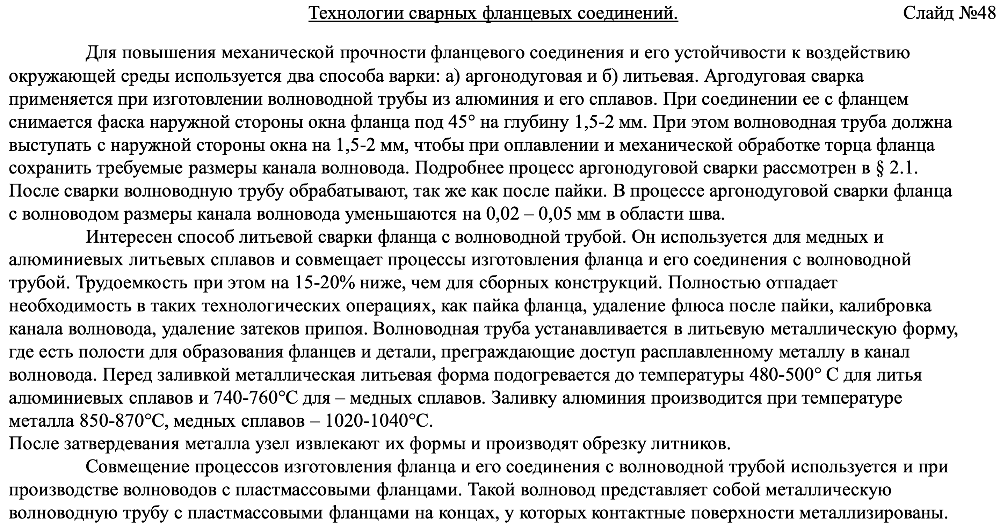 Технологии сварных фланцевых соединений. Слайд №48
Для повышения механической прочности фланцевого соединения и его устойчивости к воздействию
окружающей среды используется два способа варки: а) аргонодуговая и б) литьевая. Аргодуговая сварка
применяется при изготовлении волноводной трубы из алюминия и его сплавов. При соединении ее с фланцем
снимается фаска наружной стороны окна фланца под 45° на глубину 1,5-2 мм. При этом волноводная труба должна
выступать с наружной стороны окна на 1,5-2 мм, чтобы при оплавлении и механической обработке торца фланца
сохранить требуемые размеры канала волновода. Подробнее процесс аргонодуговой сварки рассмотрен в § 2.1.
После сварки волноводную трубу обрабатывают, так же как после пайки. В процессе аргонодуговой сварки фланца
с волноводом размеры канала волновода уменьшаются на 0,02 – 0,05 мм в области шва.
Интересен способ литьевой сварки фланца с волноводной трубой. Он используется для медных и
алюминиевых литьевых сплавов и совмещает процессы изготовления фланца и его соединения с волноводной
трубой. Трудоемкость при этом на 15-20% ниже, чем для сборных конструкций. Полностью отпадает
необходимость в таких технологических операциях, как пайка фланца, удаление флюса после пайки, калибровка
канала волновода, удаление затеков припоя. Волноводная труба устанавливается в литьевую металлическую форму,
где есть полости для образования фланцев и детали, преграждающие доступ расплавленному металлу в канал
волновода. Перед заливкой металлическая литьевая форма подогревается до температуры 480-500° С для литья
алюминиевых сплавов и 740-760°С для – медных сплавов. Заливку алюминия производится при температуре
металла 850-870°С, медных сплавов – 1020-1040°С.
После затвердевания металла узел извлекают их формы и производят обрезку литников.
Совмещение процессов изготовления фланца и его соединения с волноводной трубой используется и при
производстве волноводов с пластмассовыми фланцами. Такой волновод представляет собой металлическую
волноводную трубу с пластмассовыми фланцами на концах, у которых контактные поверхности металлизированы.